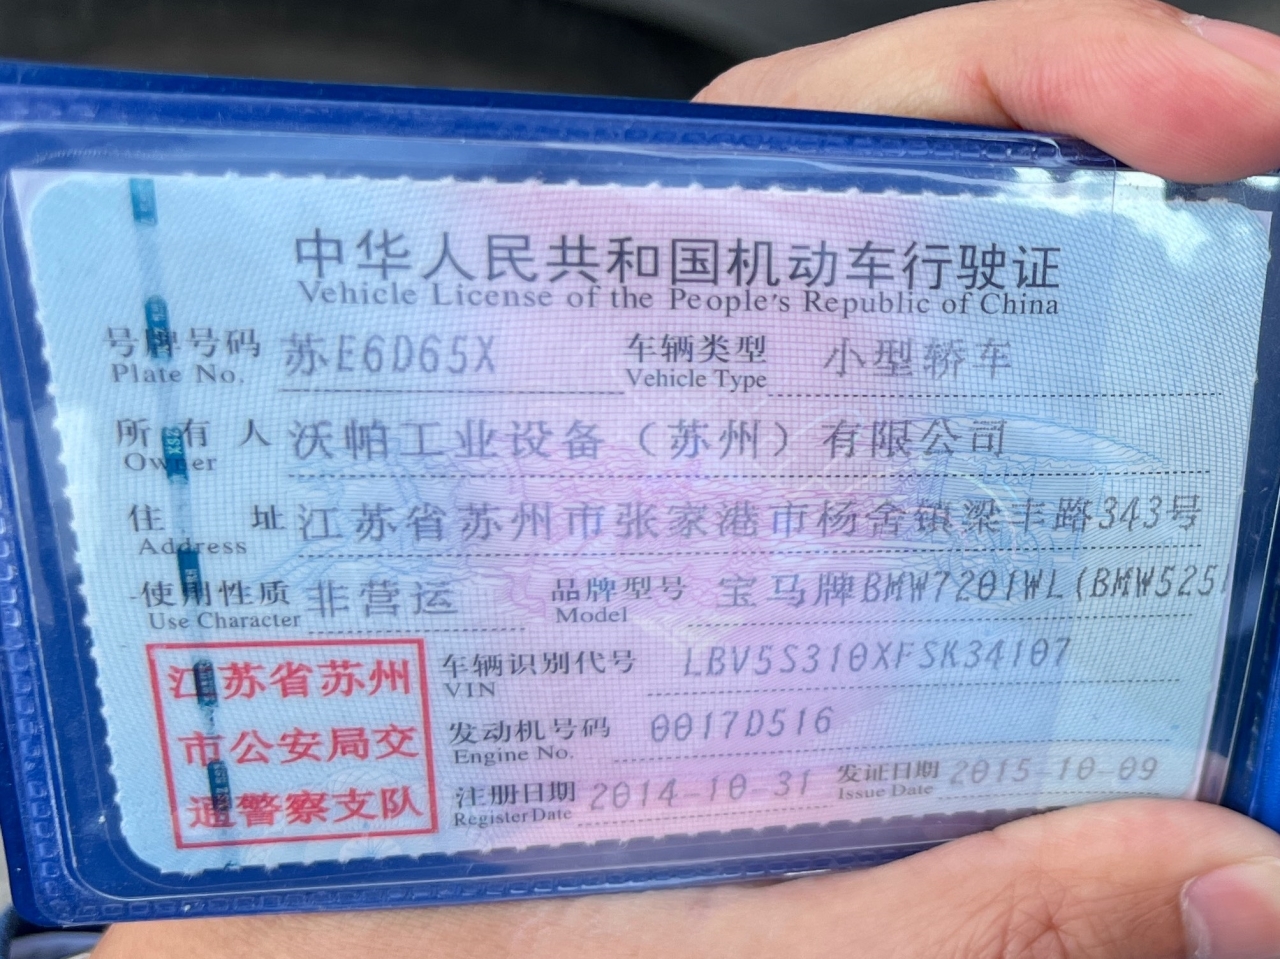 中华人民共和国机动车行驶证
Vehicle License of the People's Republic of China
号牌号码 苏E6D65X 车辆类型 小型轿车
Plate No. Vehicle Type
所有人 沃帕工业设备（苏州）有限公司
Owner
住址 江苏省苏州市张家港市杨舍镇梁丰路343号
Address
使用性质 非营运 品牌型号 宝马牌BMW7201WL(BMW525
Use Character Model
江苏省苏州
市公安局交
通警察支队
车辆识别代号 LBV5S310XFSK34107
VIN
发动机号码 0017D516
Engine No.
注册日期 2014-10-31 发证日期 2015-10-09
Register Date Issue Date